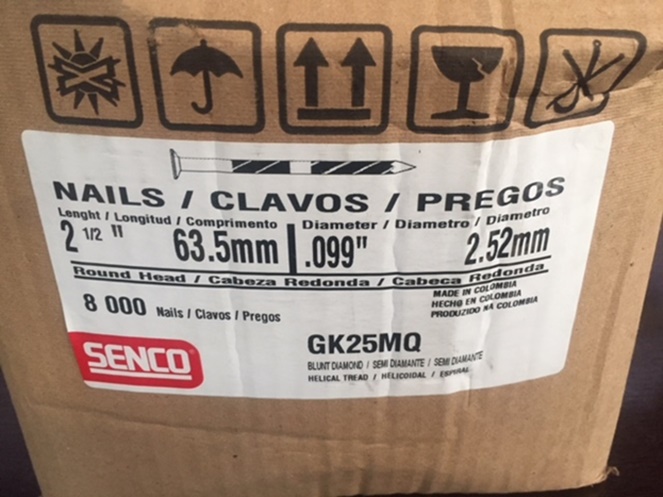 NAILS / CLAVOS / PREGOS
Lenght / Longitud / Comprimento
Diameter / Diametro / Diametro
2 1/2 " 63.5mm .099" 2.52mm
Round Head / Cabeza Redonda / Cabeca Redonda
8 000 Nails / Clavos / Pregos
MADE IN COLOMBIA
HECHO EN COLOMBIA
PRODUZIDO NA COLOMBIA
SENCO
GK25MQ
BLUNT DIAMOND / SEMI DIAMANTE / SEMI DIAMANTE
HELICAL TREAD / HELICOIDAL / ESPIRAL